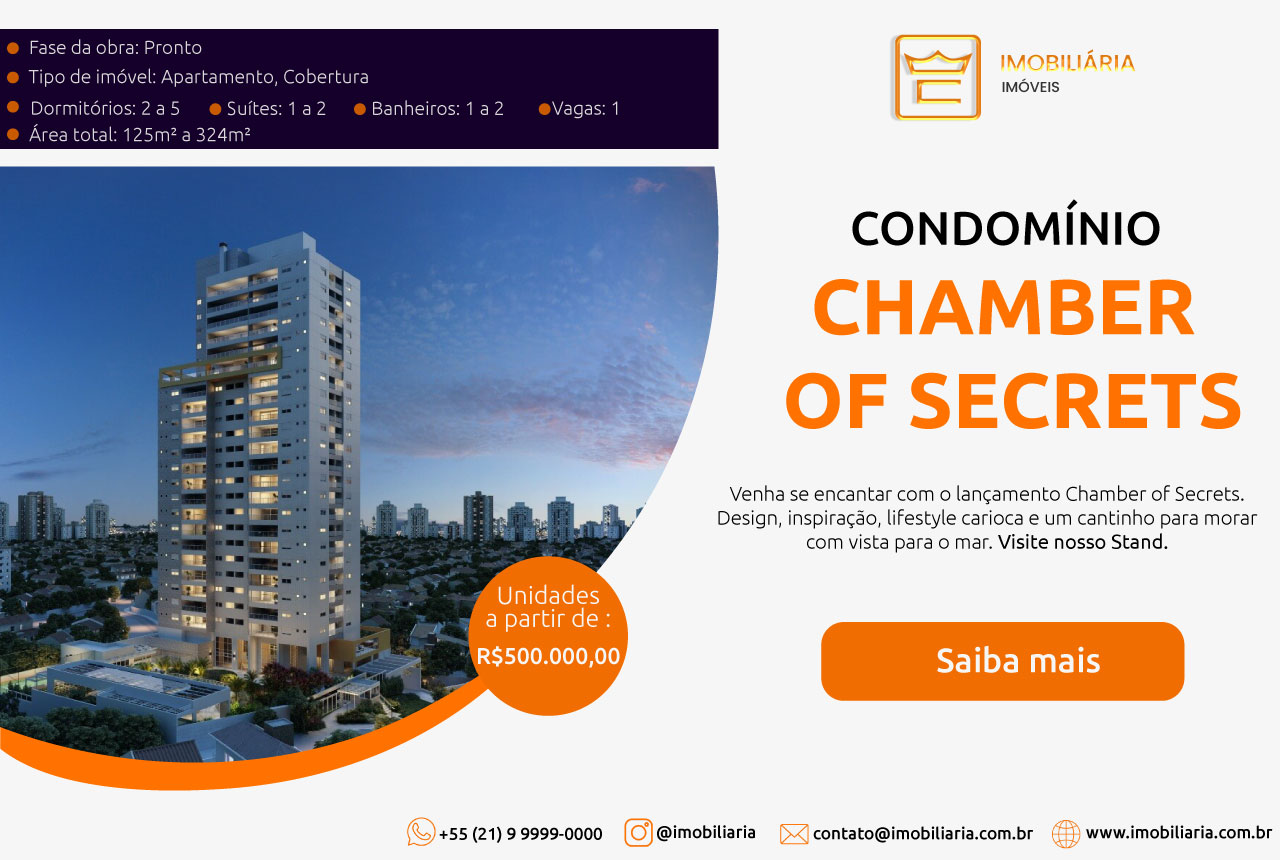 Fase da obra: Pronto
Tipo de imóvel: Apartamento, Cobertura
Dormitórios: 2 a 5 Suítes: 1 a 2 Banheiros: 1 a 2 Vagas: 1
Área total: 125m² a 324m²
IMOBILIÁRIA
IMÓVEIS
CONDOMÍNIO
CHAMBER
OF SECRETS
Venha se encantar com o lançamento Chamber of Secrets.
Design, inspiração, lifestyle carioca e um cantinho para morar
com vista para o mar. Visite nosso Stand.
Unidades
a partir de :
R$500.000,00
Saiba mais
+55 (21) 9 9999-0000 @imobiliaria contato@imobiliaria.com.br www.imobiliaria.com.br